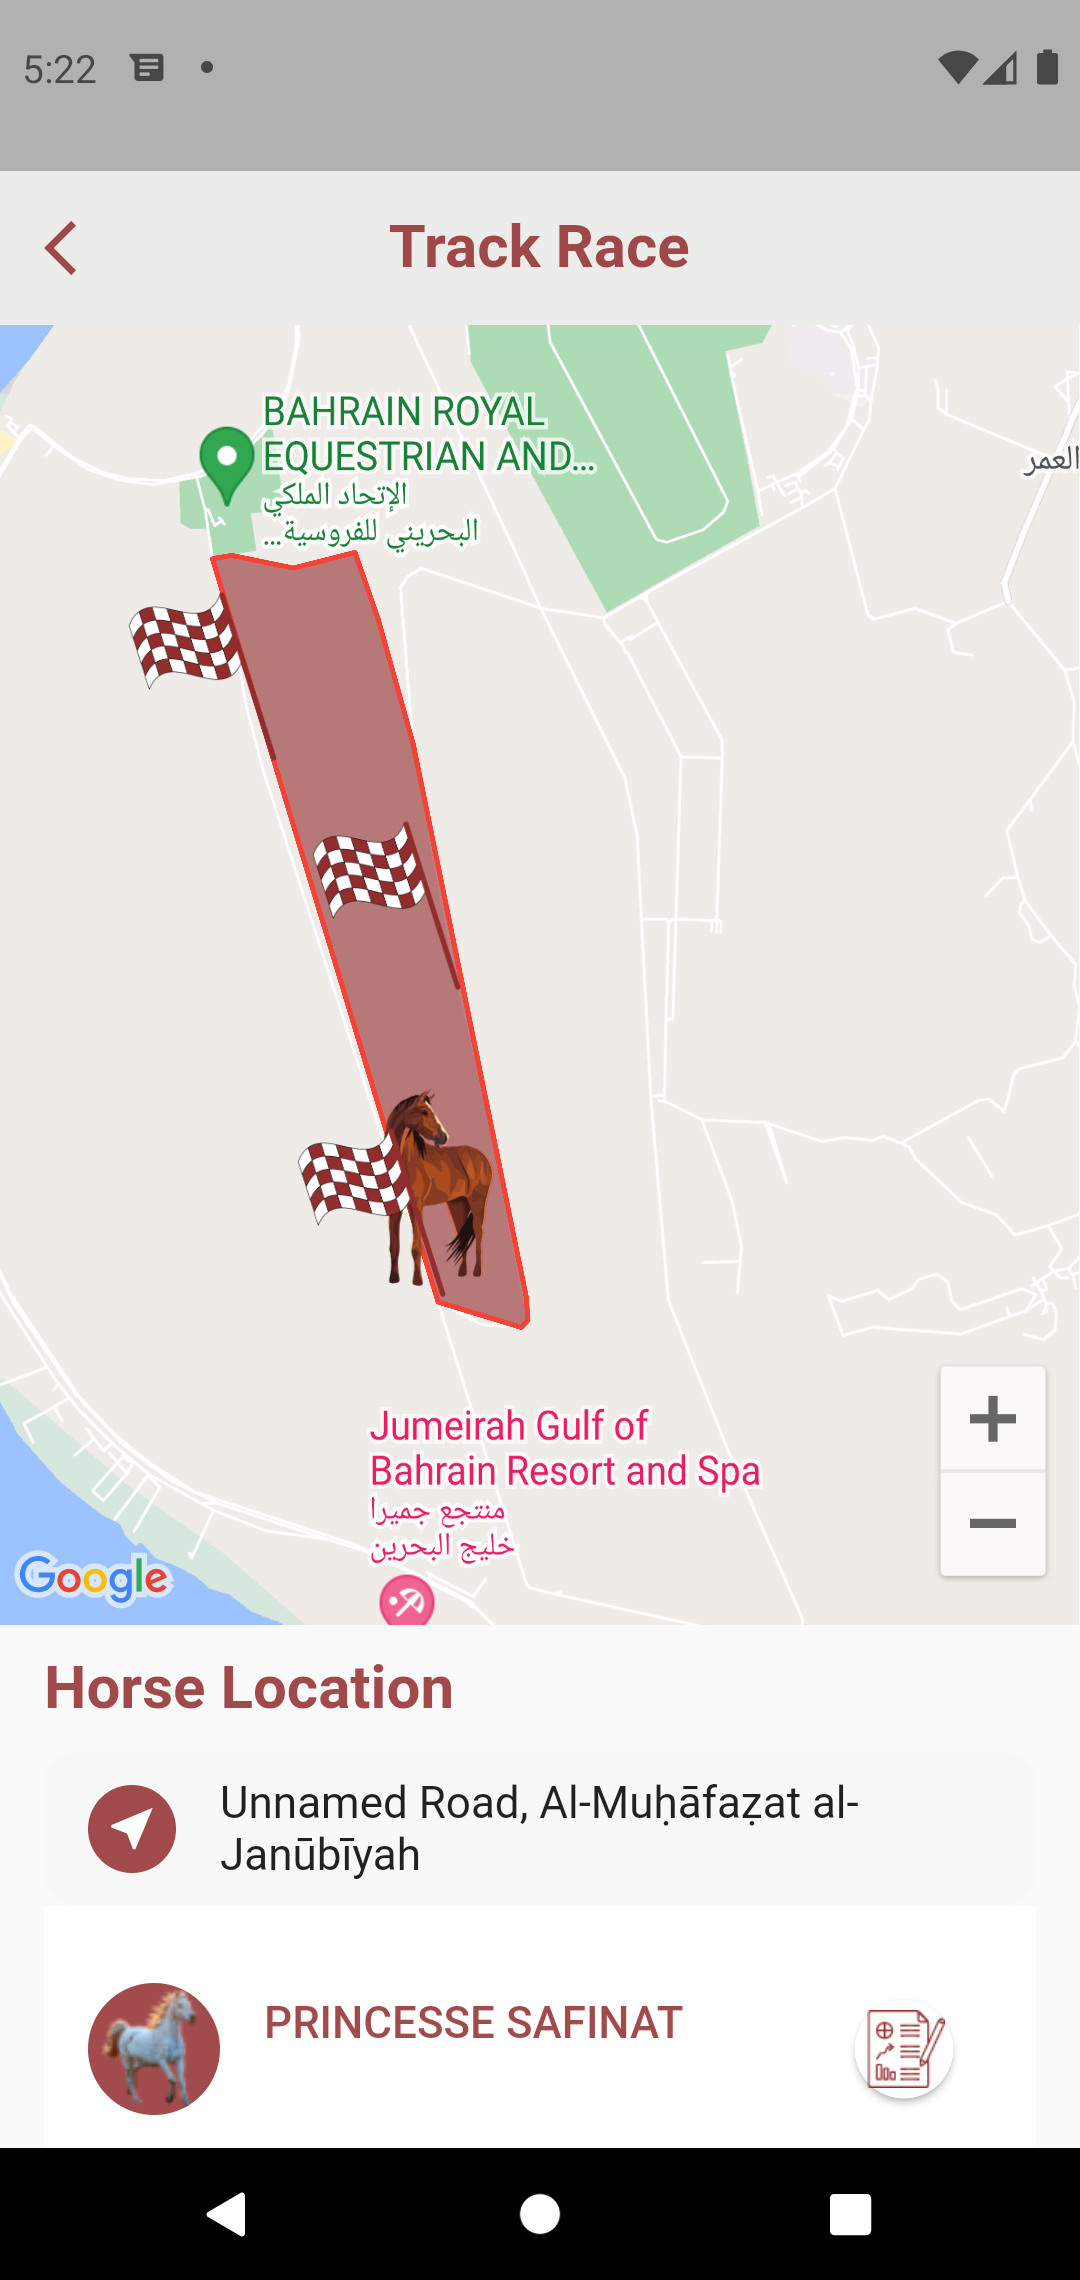 5:22
Track Race
BAHRAIN ROYAL
EQUESTRIAN AND...
الإتحاد الملكي
البحريني للفروسية...
العمر
Jumeirah Gulf of
Bahrain Resort and Spa
منتجع جميرا
خليج البحرين
Google
Horse Location
Unnamed Road, Al-Muḥāfaẓat al-
Janūbīyah
PRINCESSE SAFINAT